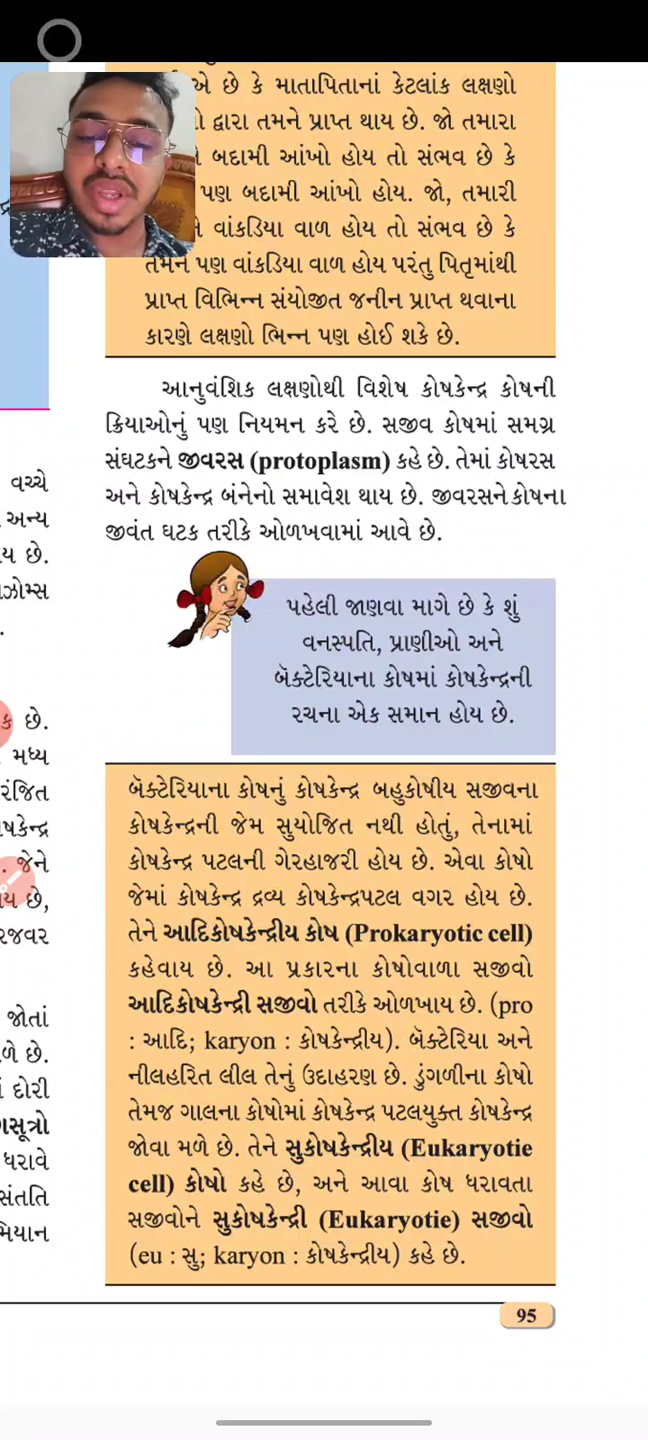 એ છે કે માતાપિતાનાં કેટલાંક લક્ષણો
દ્વારા તમને પ્રાપ્ત થાય છે. જો તમારા
બદામી આંખો હોય તો સંભવ છે કે
પણ બદામી આંખો હોય. જો, તમારી
વાંકડિયા વાળ હોય તો સંભવ છે કે
તમને પણ વાંકડિયા વાળ હોય પરંતુ પિતૃમાંથી
પ્રાપ્ત વિભિન્ન સંયોજીત જનીન પ્રાપ્ત થવાના
કારણે લક્ષણો ભિન્ન પણ હોઈ શકે છે.
આનુવંશિક લક્ષણોથી વિશેષ કોષકેન્દ્ર કોષની
ક્રિયાઓનું પણ નિયમન કરે છે. સજીવ કોષમાં સમગ્ર
સંઘટકને જીવરસ (protoplasm) કહે છે. તેમાં કોષરસ
અને કોષકેન્દ્ર બંનેનો સમાવેશ થાય છે. જીવરસને કોષના
જીવંત ઘટક તરીકે ઓળખવામાં આવે છે.
પહેલી જાણવા માગે છે કે શું
વનસ્પતિ, પ્રાણીઓ અને
બૅક્ટેરિયાના કોષમાં કોષકેન્દ્રની
રચના એક સમાન હોય છે.
બૅક્ટેરિયાના કોષનું કોષકેન્દ્ર બહુકોષીય સજીવના
કોષકેન્દ્રની જેમ સુયોજિત નથી હોતું, તેનામાં
કોષકેન્દ્ર પટલની ગેરહાજરી હોય છે. એવા કોષો
જેમાં કોષકેન્દ્ર દ્રવ્ય કોષકેન્દ્રપટલ વગર હોય છે.
તેને આદિકોષકેન્દ્રીય કોષ (Prokaryotic cell)
કહેવાય છે. આ પ્રકારના કોષોવાળા સજીવો
આદિકોષકેન્દ્રી સજીવો તરીકે ઓળખાય છે. (pro
: આદિ; karyon : કોષકેન્દ્રીય). બૅક્ટેરિયા અને
નીલહરિત લીલ તેનું ઉદાહરણ છે. ડુંગળીના કોષો
તેમજ ગાલના કોષોમાં કોષકેન્દ્ર પટલયુક્ત કોષકેન્દ્ર
જોવા મળે છે. તેને સુકોષકેન્દ્રીય (Eukaryotie
cell) કોષો કહે છે, અને આવા કોષ ધરાવતા
સજીવોને સુકોષકેન્દ્રી (Eukaryotie) સજીવો
(eu : સુ; karyon : કોષકેન્દ્રીય) કહે છે.
95
વચ્ચે
અન્ય
છે.
છે.
મધ્ય
જેને
છે,
જોતાં
છે.
દોરી
ધરાવે